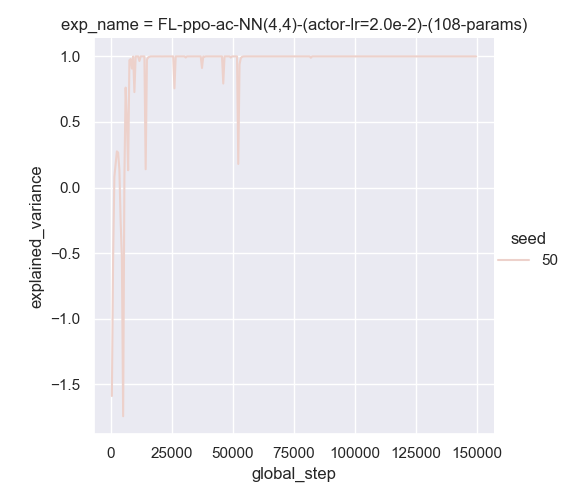 exp_name = FL-ppo-ac-NN(4,4)-(actor-lr=2.0e-2)-(108-params)
1.0
0.5
0.0
−0.5
−1.0
−1.5
explained_variance
0 25000 50000 75000 100000 125000 150000
global_step
seed
50